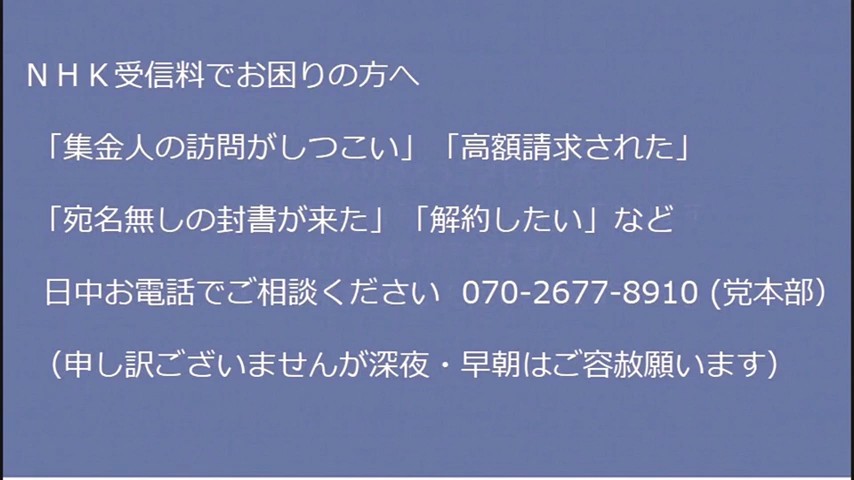 ＮＨＫ受信料でお困りの方へ
「集金人の訪問がしつこい」「高額請求された」
「宛名無しの封書が来た」「解約したい」など
日中お電話でご相談ください 070-2677-8910 (党本部）
（申し訳ございませんが深夜・早朝はご容赦願います）